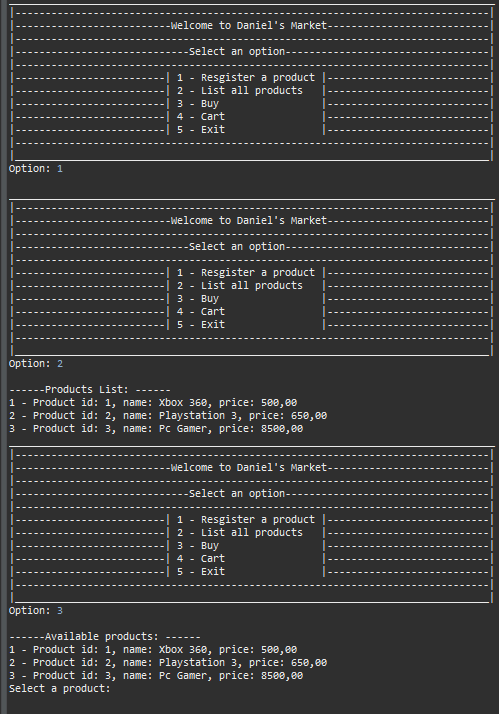 Welcome to Daniel's Market
Select an option
| 1 - Resgister a product |
| 2 - List all products |
| 3 - Buy |
| 4 - Cart |
| 5 - Exit |
Option: 1
Welcome to Daniel's Market
Select an option
| 1 - Resgister a product |
| 2 - List all products |
| 3 - Buy |
| 4 - Cart |
| 5 - Exit |
Option: 2
------Products List: ------
1 - Product id: 1, name: Xbox 360, price: 500,00
2 - Product id: 2, name: Playstation 3, price: 650,00
3 - Product id: 3, name: Pc Gamer, price: 8500,00
Welcome to Daniel's Market
Select an option
| 1 - Resgister a product |
| 2 - List all products |
| 3 - Buy |
| 4 - Cart |
| 5 - Exit |
Option: 3
------Available products: ------
1 - Product id: 1, name: Xbox 360, price: 500,00
2 - Product id: 2, name: Playstation 3, price: 650,00
3 - Product id: 3, name: Pc Gamer, price: 8500,00
Select a product: